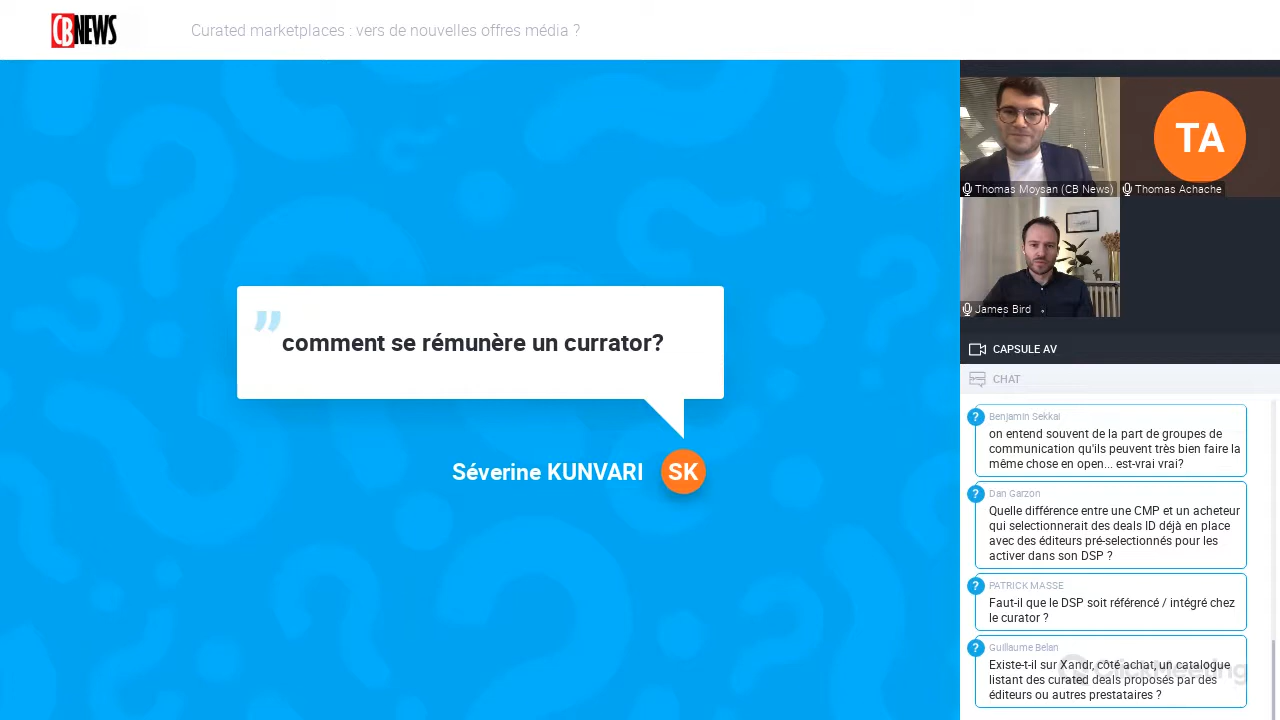 CBNEWS
Curated marketplaces : vers de nouvelles offres média ?
TA
Thomas Moysan (CB News)
Thomas Achache
James Bird
”
comment se rémunère un currator?
Séverine KUNVARI
SK
CAPSULE AV
CHAT
?
Benjamin Sekkai
on entend souvent de la part de groupes de
communication qu'ils peuvent très bien faire la
même chose en open... est-vrai vrai?
?
Dan Garzon
Quelle différence entre une CMP et un acheteur
qui selectionnerait des deals ID déjà en place
avec des éditeurs pré-selectionnés pour les
activer dans son DSP ?
?
PATRICK MASSE
Faut-il que le DSP soit référencé / intégré chez
le curator ?
?
Guillaume Belan
Existe-t-il sur Xandr, côté achat, un catalogue
listant des curated deals proposés par des
éditeurs ou autres prestataires ?
ClickMeeting